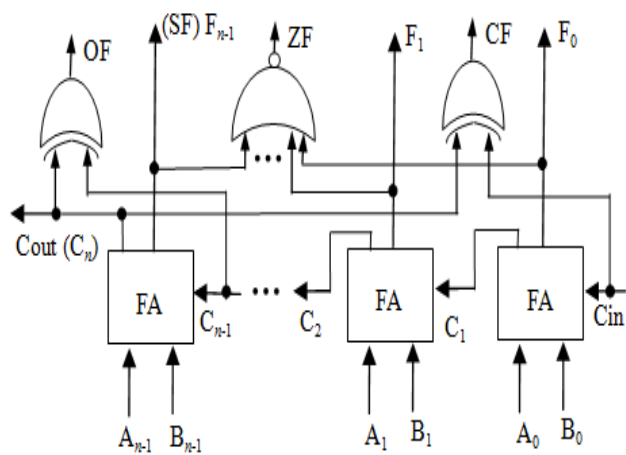 OF (SF) Fn-1 ZF F1 CF F0
Cout (Cn)
FA Cn-1 C2 FA C1 FA Cin
An-1 Bn-1 A1 B1 A0 B0